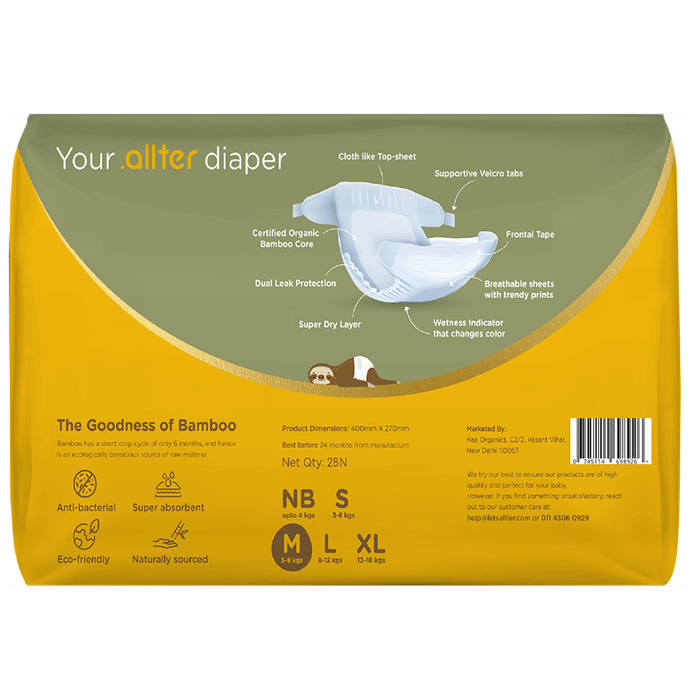 Your .allter diaper
Cloth like Top-sheet
Supportive Velcro tabs
Certified Organic
Bamboo Core
Frontal Tape
Dual Leak Protection
Breathable sheets
with trendy prints
Super Dry Layer
Wetness Indicator
that changes color
The Goodness of Bamboo
Bamboo has a short crop cycle of only 6 months, and hence
is an ecologically conscious source of raw material.
Anti-bacterial
Super absorbent
Eco-friendly
Naturally sourced
Product Dimensions: 400mm X 270mm
Best before 24 months from manufacture
Net Qty: 28N
NB S
upto 4 kgs 3-6 kgs
M L XL
5-8 kgs 8-12 kgs 13-18 kgs
Marketed By:
Kea Organics, C2/2, Vasant Vihar,
New Delhi 110057
0 745114 698926 >
We try our best to ensure our products are of high
quality and perfect for your baby.
However, if you find something unsatisfactory, reach
out to our customer care at:
help@letsallter.com or 011 4306 0929